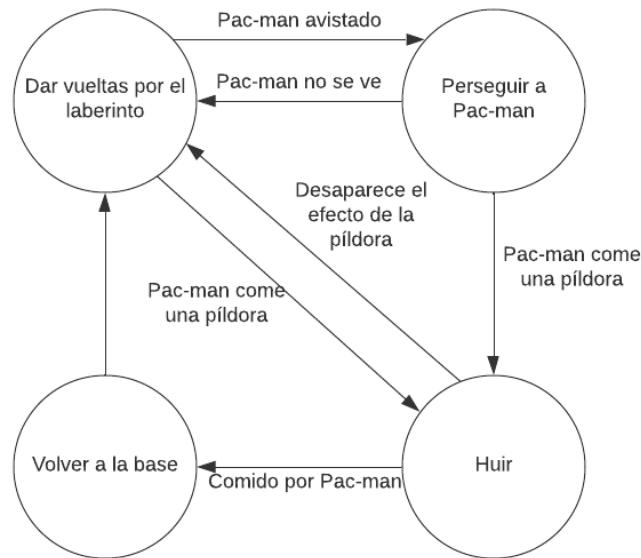 Pac-man avistado
Dar vueltas por el
laberinto
Pac-man no se ve
Perseguir a
Pac-man
Desaparece el
efecto de la
píldora
Pac-man come
una píldora
Pac-man come
una píldora
Volver a la base
Comido por Pac-man
Huir